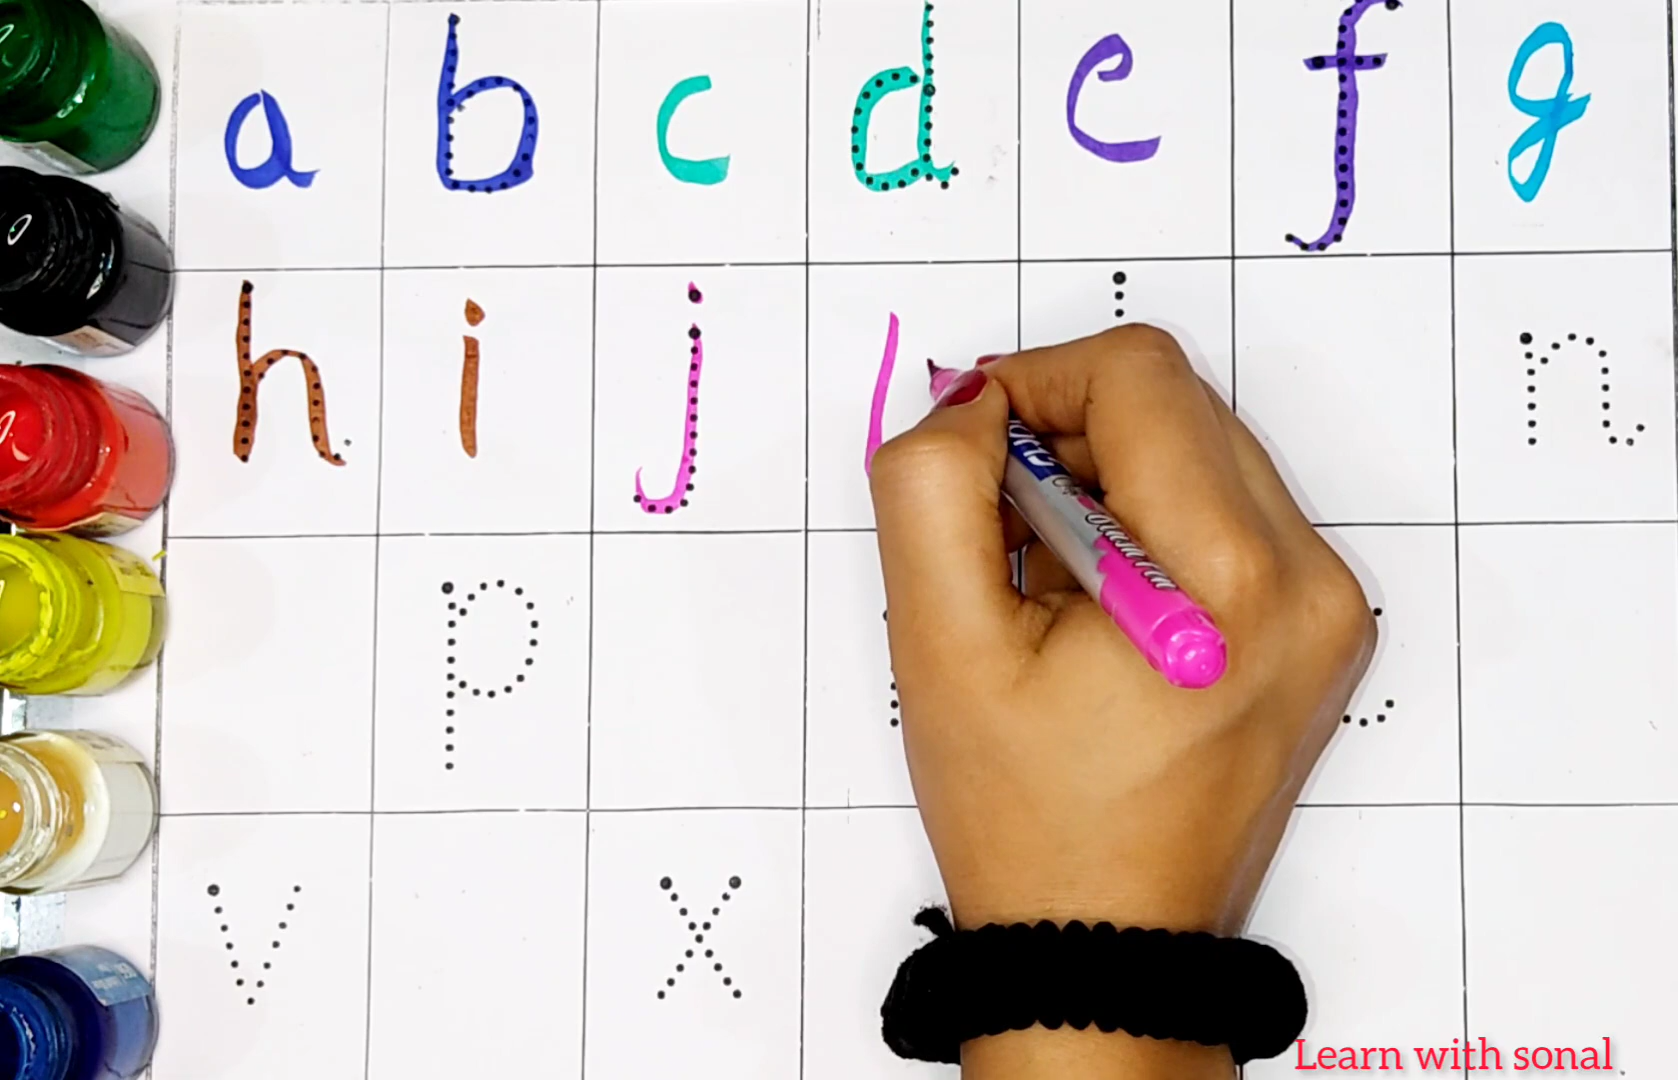 a b c d e f g
h i j n
p
v x
Learn with sonal